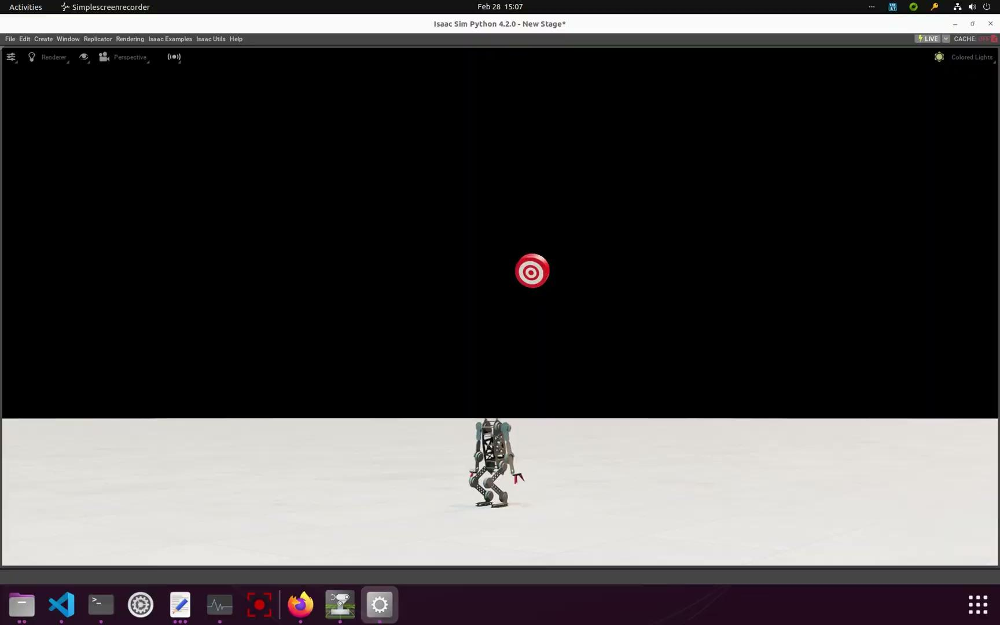 Activities
Simplescreenrecorder
Feb 28 15:07
Isaac Sim Python 4.2.0 - New Stage*
File Edit Create Window Replicator Rendering Isaac Examples Isaac Utils Help
LIVE
CACHE: OFF
Renderer
Perspective
Colored Lights
>_